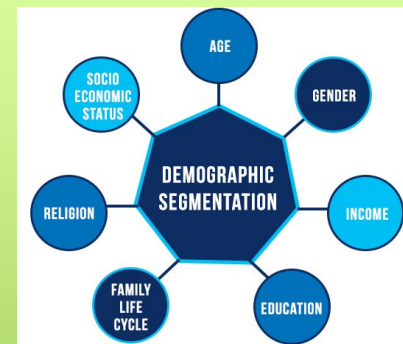 AGE
SOCIO
ECONOMIC
STATUS
GENDER
DEMOGRAPHIC
SEGMENTATION
RELIGION
INCOME
FAMILY
LIFE
CYCLE
EDUCATION